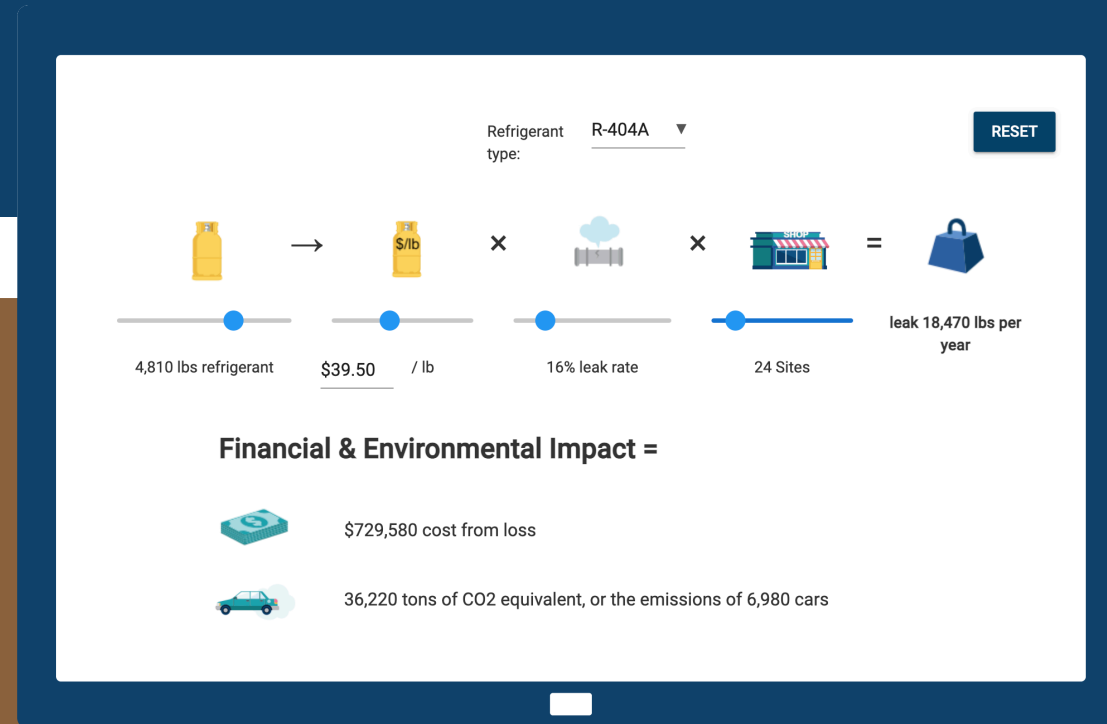 Refrigerant
type:
R-404A ▼
RESET
→
$/lb
×
×
SHOP
=
leak 18,470 lbs per
year
4,810 lbs refrigerant
$39.50 / lb
16% leak rate
24 Sites
Financial & Environmental Impact =
$729,580 cost from loss
36,220 tons of CO2 equivalent, or the emissions of 6,980 cars